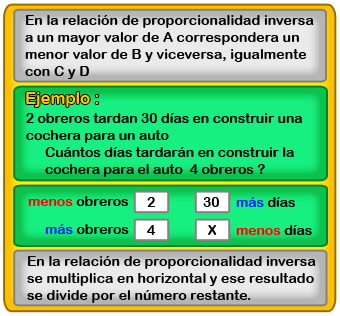 En la relación de proporcionalidad inversa
a un mayor valor de A correspondera un
menor valor de B y viceversa, igualmente
con C y D
Ejemplo :
2 obreros tardan 30 días en construir una
cochera para un auto
Cuántos días tardarán en construir la
cochera para el auto 4 obreros ?
menos obreros 2 30 más días
más obreros 4 X menos días
En la relación de proporcionalidad inversa
se multiplica en horizontal y ese resultado
se divide por el número restante.